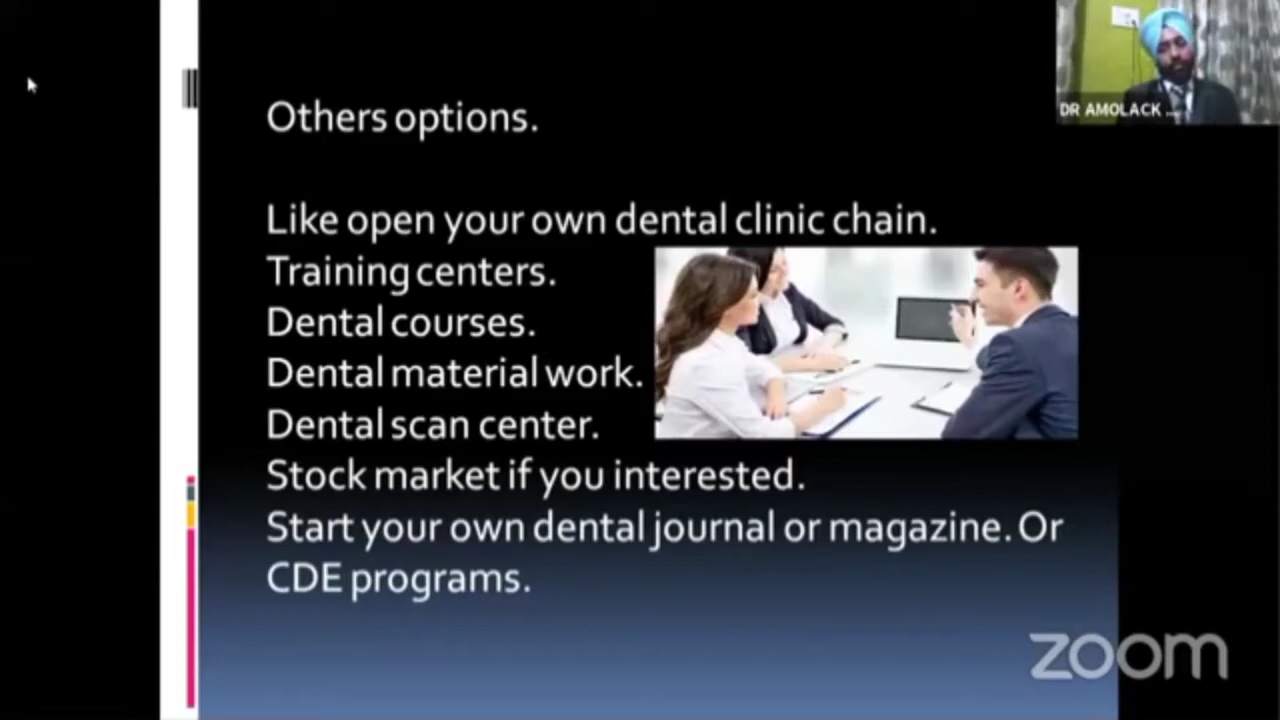 DR AMOLACK ...
Others options.
Like open your own dental clinic chain.
Training centers.
Dental courses.
Dental material work.
Dental scan center.
Stock market if you interested.
Start your own dental journal or magazine. Or
CDE programs.
zoom